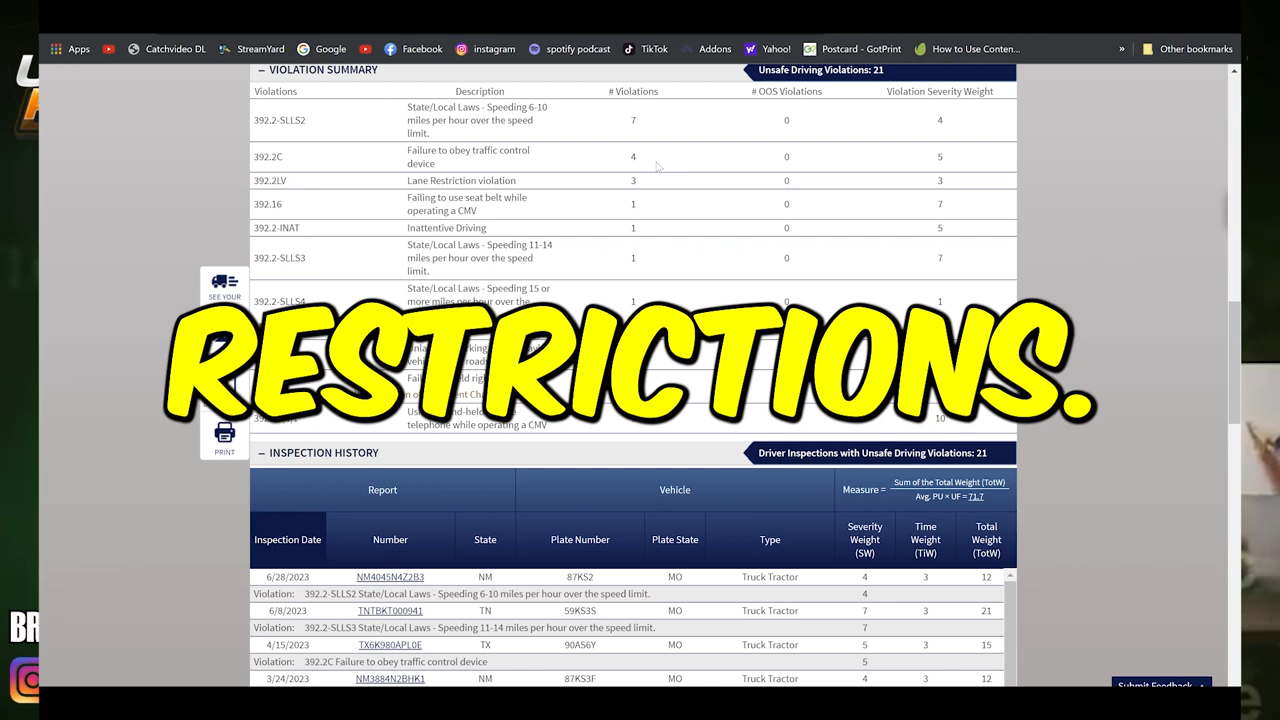 Apps Catchvideo DL StreamYard Google Facebook instagram spotify podcast TikTok Addons Yahoo! Postcard - GotPrint How to Use Conten... » Other bookmarks
– VIOLATION SUMMARY Unsafe Driving Violations: 21
Violations Description # Violations # OOS Violations Violation Severity Weight
State/Local Laws - Speeding 6-10
392.2-SLLS2 miles per hour over the speed 7 0 4
limit.
392.2C Failure to obey traffic control 4 0 5
device
392.2LV Lane Restriction violation 3 0 3
392.16 Failing to use seat belt while 1 0 7
operating a CMV
392.2-INAT Inattentive Driving 1 0 5
State/Local Laws - Speeding 11-14
392.2-SLLS3 miles per hour over the speed 1 0 7
limit.
SEE YOUR
State/Local Laws - Speeding 15 or
392.2-SLLS4 more miles per hour over the 1 0 1
RESTRICTIONS.
telephone while operating a CMV 10
PRINT
– INSPECTION HISTORY Driver Inspections with Unsafe Driving Violations: 21
Report Vehicle Measure = Sum of the Total Weight (TotW)
Avg. PU × UF = 71.7
Inspection Date Number State Plate Number Plate State Type Severity Weight (SW) Time Weight (TiW) Total Weight (TotW)
6/28/2023 NM4045N4Z2B3 NM 87KS2 MO Truck Tractor 4 3 12
Violation: 392.2-SLLS2 State/Local Laws - Speeding 6-10 miles per hour over the speed limit. 4
6/8/2023 TNTBKT000941 TN 59KS3S MO Truck Tractor 7 3 21
Violation: 392.2-SLLS3 State/Local Laws - Speeding 11-14 miles per hour over the speed limit. 7
4/15/2023 TX6K980APL0E TX 90AS6Y MO Truck Tractor 5 3 15
Violation: 392.2C Failure to obey traffic control device 5
3/24/2023 NM3884N2BHK1 NM 87KS3F MO Truck Tractor 4 3 12
Submit Feedback
BR